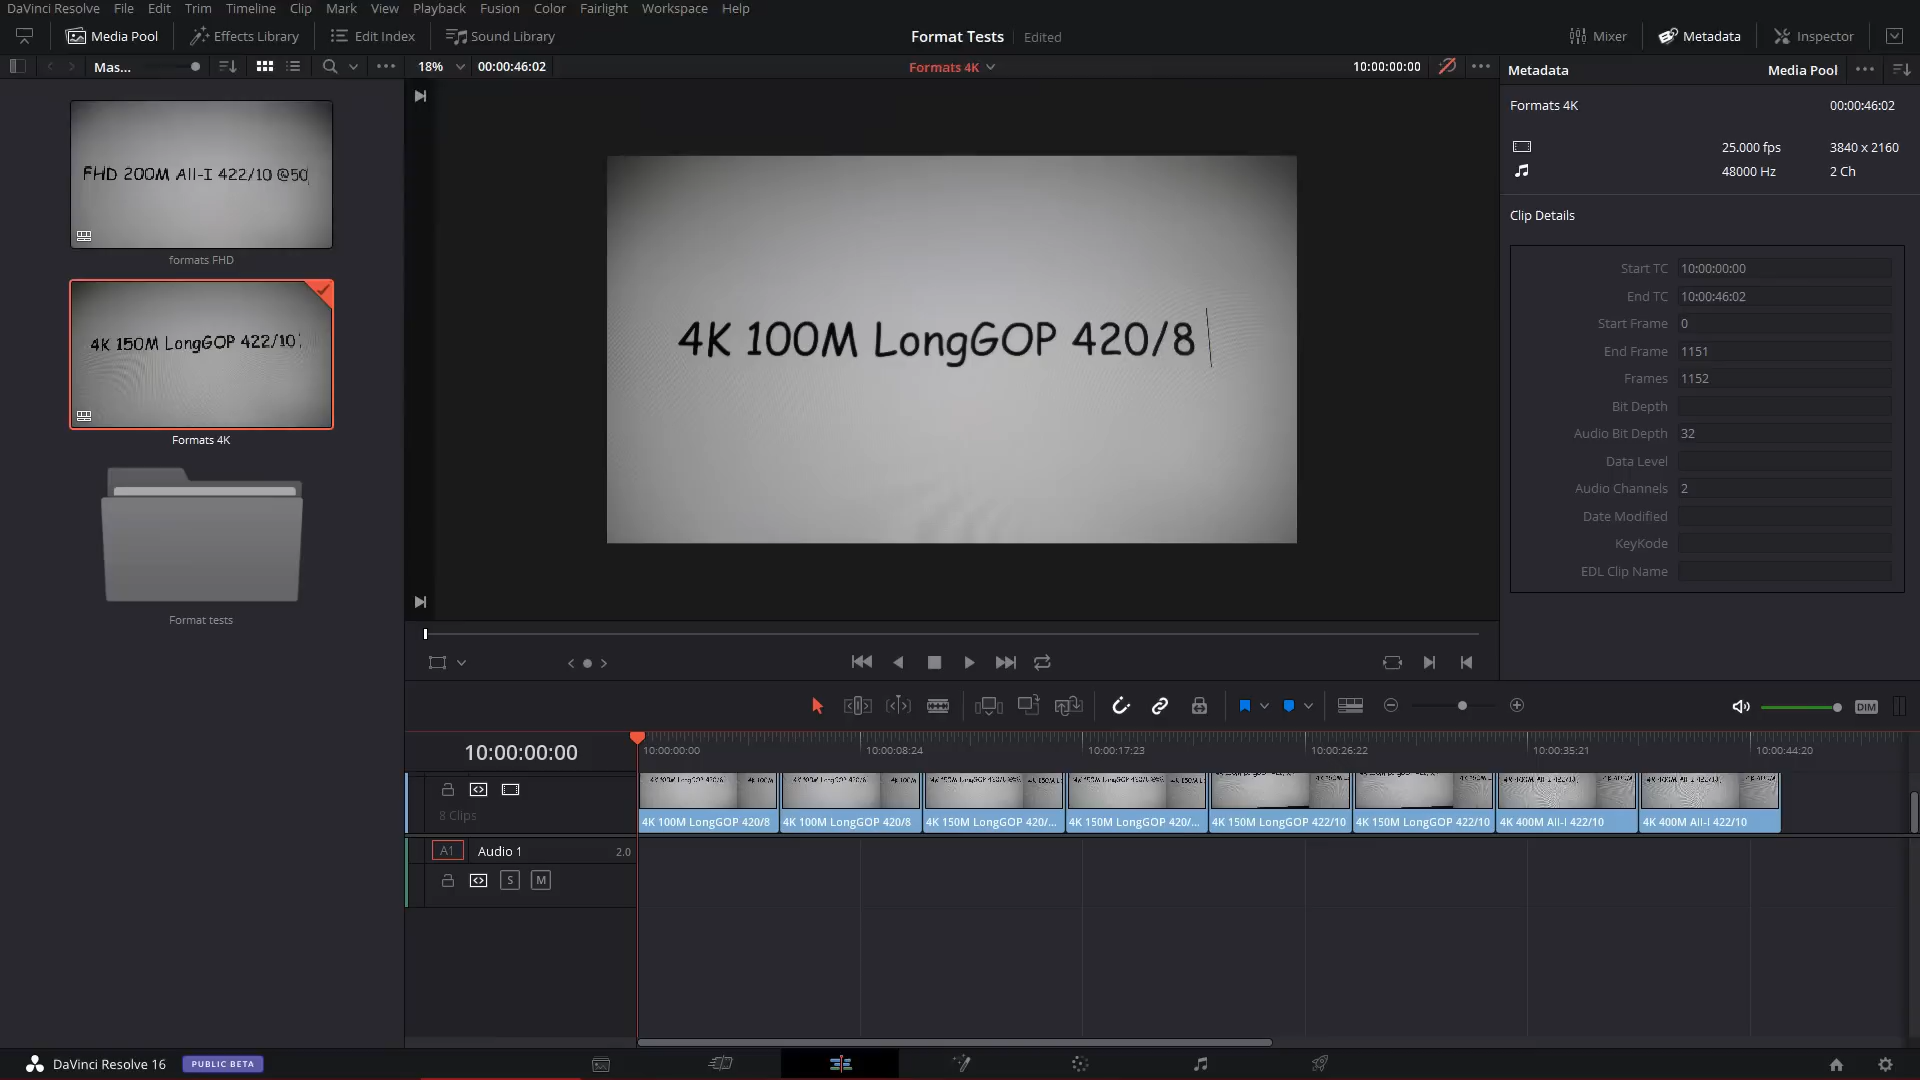 DaVinci Resolve File Edit Trim Timeline Clip Mark View Playback Fusion Color Fairlight Workspace Help
Media Pool Effects Library Edit Index Sound Library Format Tests Edited Mixer Metadata Inspector
Mas... 18% 00:00:46:02 Formats 4K 10:00:00:00 Metadata Media Pool
FHD 200M All-I 422/10 @50
formats FHD
4K 150M LongGOP 422/10
Formats 4K
Format tests
4K 100M LongGOP 420/8
Formats 4K 00:00:46:02
25.000 fps 3840 x 2160
48000 Hz 2 Ch
Clip Details
Start TC 10:00:00:00
End TC 10:00:46:02
Start Frame 0
End Frame 1151
Frames 1152
Bit Depth
Audio Bit Depth 32
Data Level
Audio Channels 2
Date Modified
KeyKode
EDL Clip Name
DIM
10:00:00:00 10:00:00:00 10:00:08:24 10:00:17:23 10:00:26:22 10:00:35:21 10:00:44:20
8 Clips
4K 100M LongGOP 420/8 4K 100M LongGOP 420/8 4K 150M LongGOP 420/... 4K 150M LongGOP 420/... 4K 150M LongGOP 422/10 4K 150M LongGOP 422/10 4K 400M All-I 422/10 4K 400M All-I 422/10
A1 Audio 1 2.0
S M
DaVinci Resolve 16 PUBLIC BETA